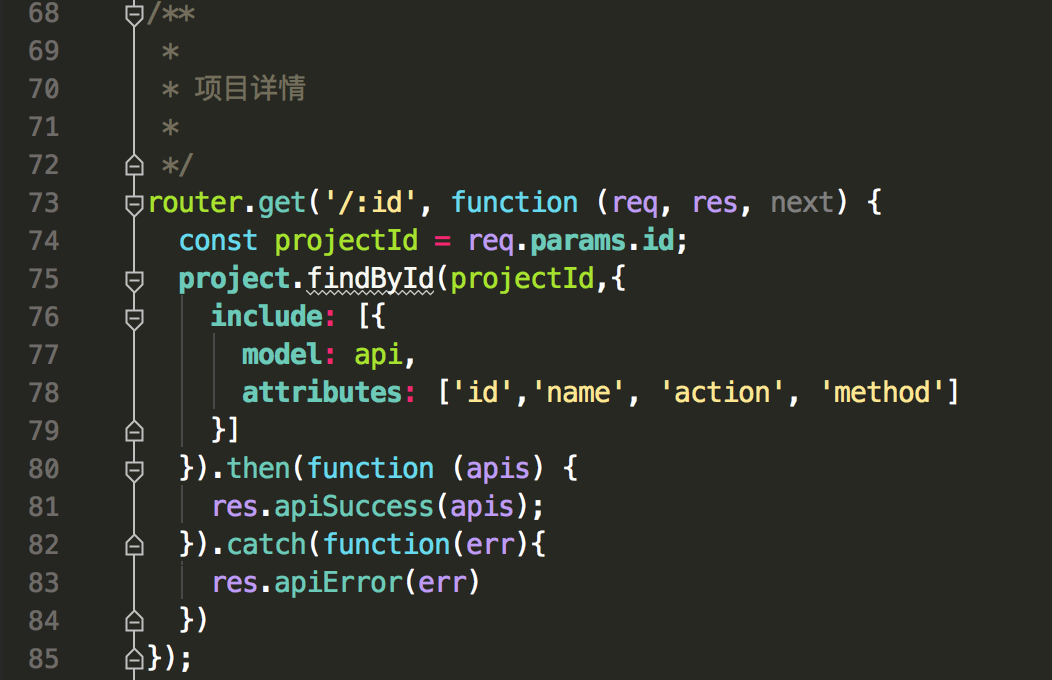 68 /**
69  *
70  * 项目详情
71  *
72  */
73 router.get('/:id', function (req, res, next) {
74   const projectId = req.params.id;
75   project.findById(projectId,{
76     include: [{
77       model: api,
78       attributes: ['id','name', 'action', 'method']
79     }]
80   }).then(function (apis) {
81     res.apiSuccess(apis);
82   }).catch(function(err){
83     res.apiError(err)
84   })
85 });